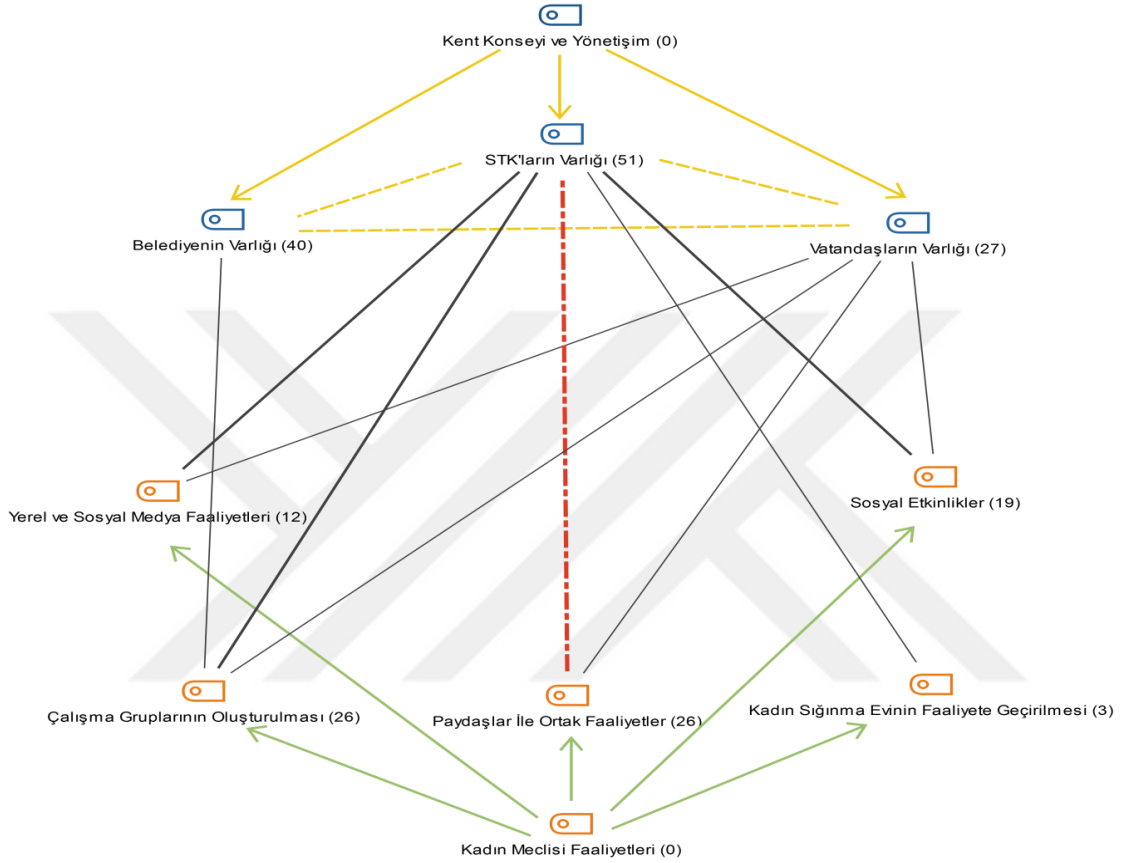 Kent Konseyi ve Yönetişim (0)
STK'ların Varlığı (51)
Belediyenin Varlığı (40)
Vatandaşların Varlığı (27)
Yerel ve Sosyal Medya Faaliyetleri (12)
Sosyal Etkinlikler (19)
Çalışma Gruplarının Oluşturulması (26)
Paydaşlar İle Ortak Faaliyetler (26)
Kadın Sığınma Evinin Faaliyete Geçirilmesi (3)
Kadın Meclisi Faaliyetleri (0)